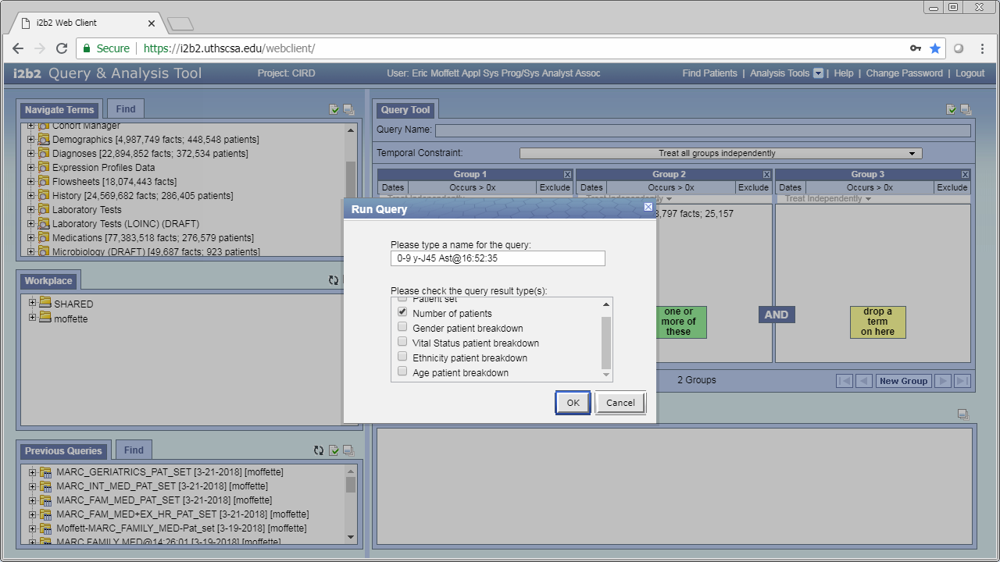 i2b2 Web Client
Secure
https://i2b2.uthscsa.edu/webclient/
i2b2 Query & Analysis Tool
Project: CIRD
User: Eric Moffett Appl Sys Prog/Sys Analyst Assoc
Find Patients | Analysis Tools | Help | Change Password | Logout
Navigate Terms
Find
Cohort Manager
Demographics [4,987,749 facts; 448,548 patients]
Diagnoses [22,894,852 facts; 372,534 patients]
Expression Profiles Data
Flowsheets [18,074,443 facts]
History [24,569,682 facts; 286,405 patients]
Laboratory Tests
Laboratory Tests (LOINC) (DRAFT)
Medications [77,383,518 facts; 276,579 patients]
Microbiology (DRAFT) [49,687 facts; 923 patients]
Workplace
SHARED
moffette
Previous Queries
Find
MARC_GERIATRICS_PAT_SET [3-21-2018] [moffette]
MARC_INT_MED_PAT_SET [3-21-2018] [moffette]
MARC_FAM_MED_PAT_SET [3-21-2018] [moffette]
MARC_FAM_MED+EX_HR_PAT_SET [3-21-2018] [moffette]
Moffett-MARC_FAMILY_MED-Pat_set [3-19-2018] [moffette]
MARC FAMILY MED@14:26:01 [3-19-2018] [moffette]
Query Tool
Query Name:
Temporal Constraint:
Treat all groups independently
Group 1
Group 2
Group 3
Dates
Occurs > 0x
Exclude
Dates
Occurs > 0x
Exclude
Dates
Occurs > 0x
Exclude
Treat Independently
Treat Independently
Treat Independently
,797 facts; 25,157
one or
more of
these
AND
drop a
term
on here
2 Groups
New Group
Run Query
Please type a name for the query:
0-9 y-J45 Ast@16:52:35
Please check the query result type(s):
Patient set
Number of patients
Gender patient breakdown
Vital Status patient breakdown
Ethnicity patient breakdown
Age patient breakdown
OK
Cancel